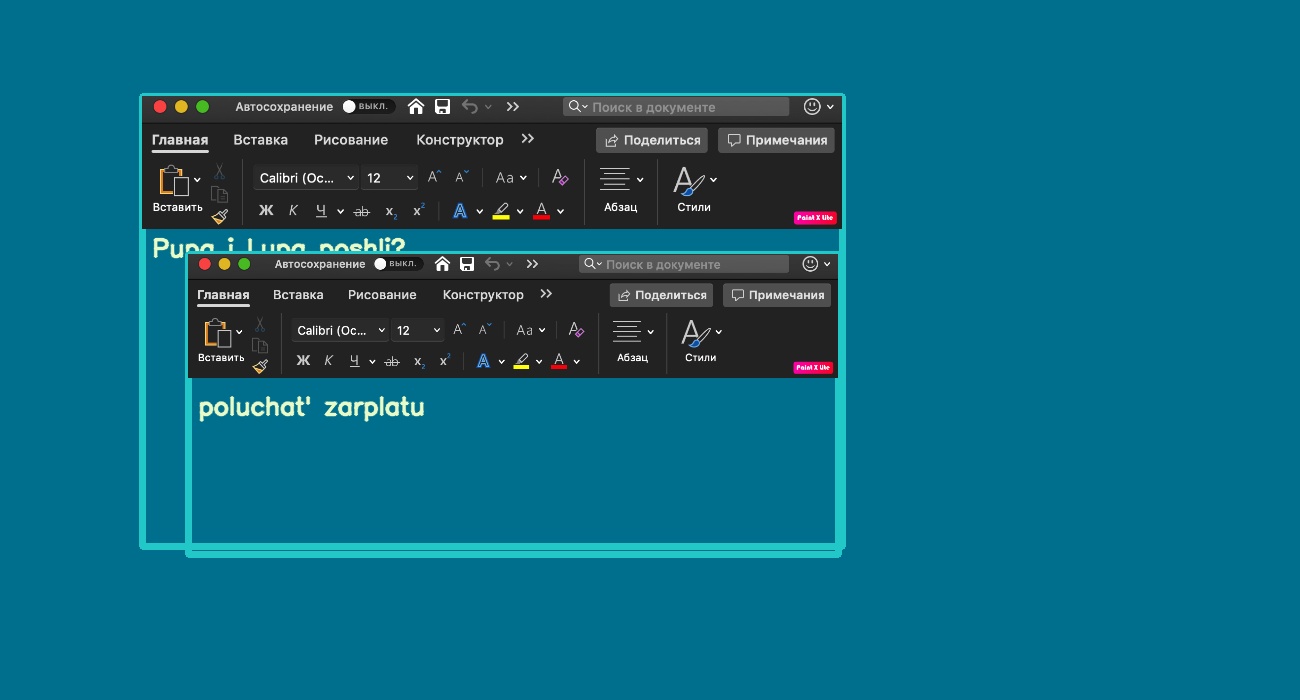 Автосохранение ВЫКЛ. Поиск в документе
Главная Вставка Рисование Конструктор Поделиться Примечания
Вставить Calibri (Ос... 12 Aa Абзац Стили
Ж К Ч ab x₂ x² A A
Paint X Lite
Pupa i Lupa poshli?
Автосохранение ВЫКЛ. Поиск в документе
Главная Вставка Рисование Конструктор Поделиться Примечания
Вставить Calibri (Ос... 12 Aa Абзац Стили
Ж К Ч ab x₂ x² A A
Paint X Lite
poluchat' zarplatu